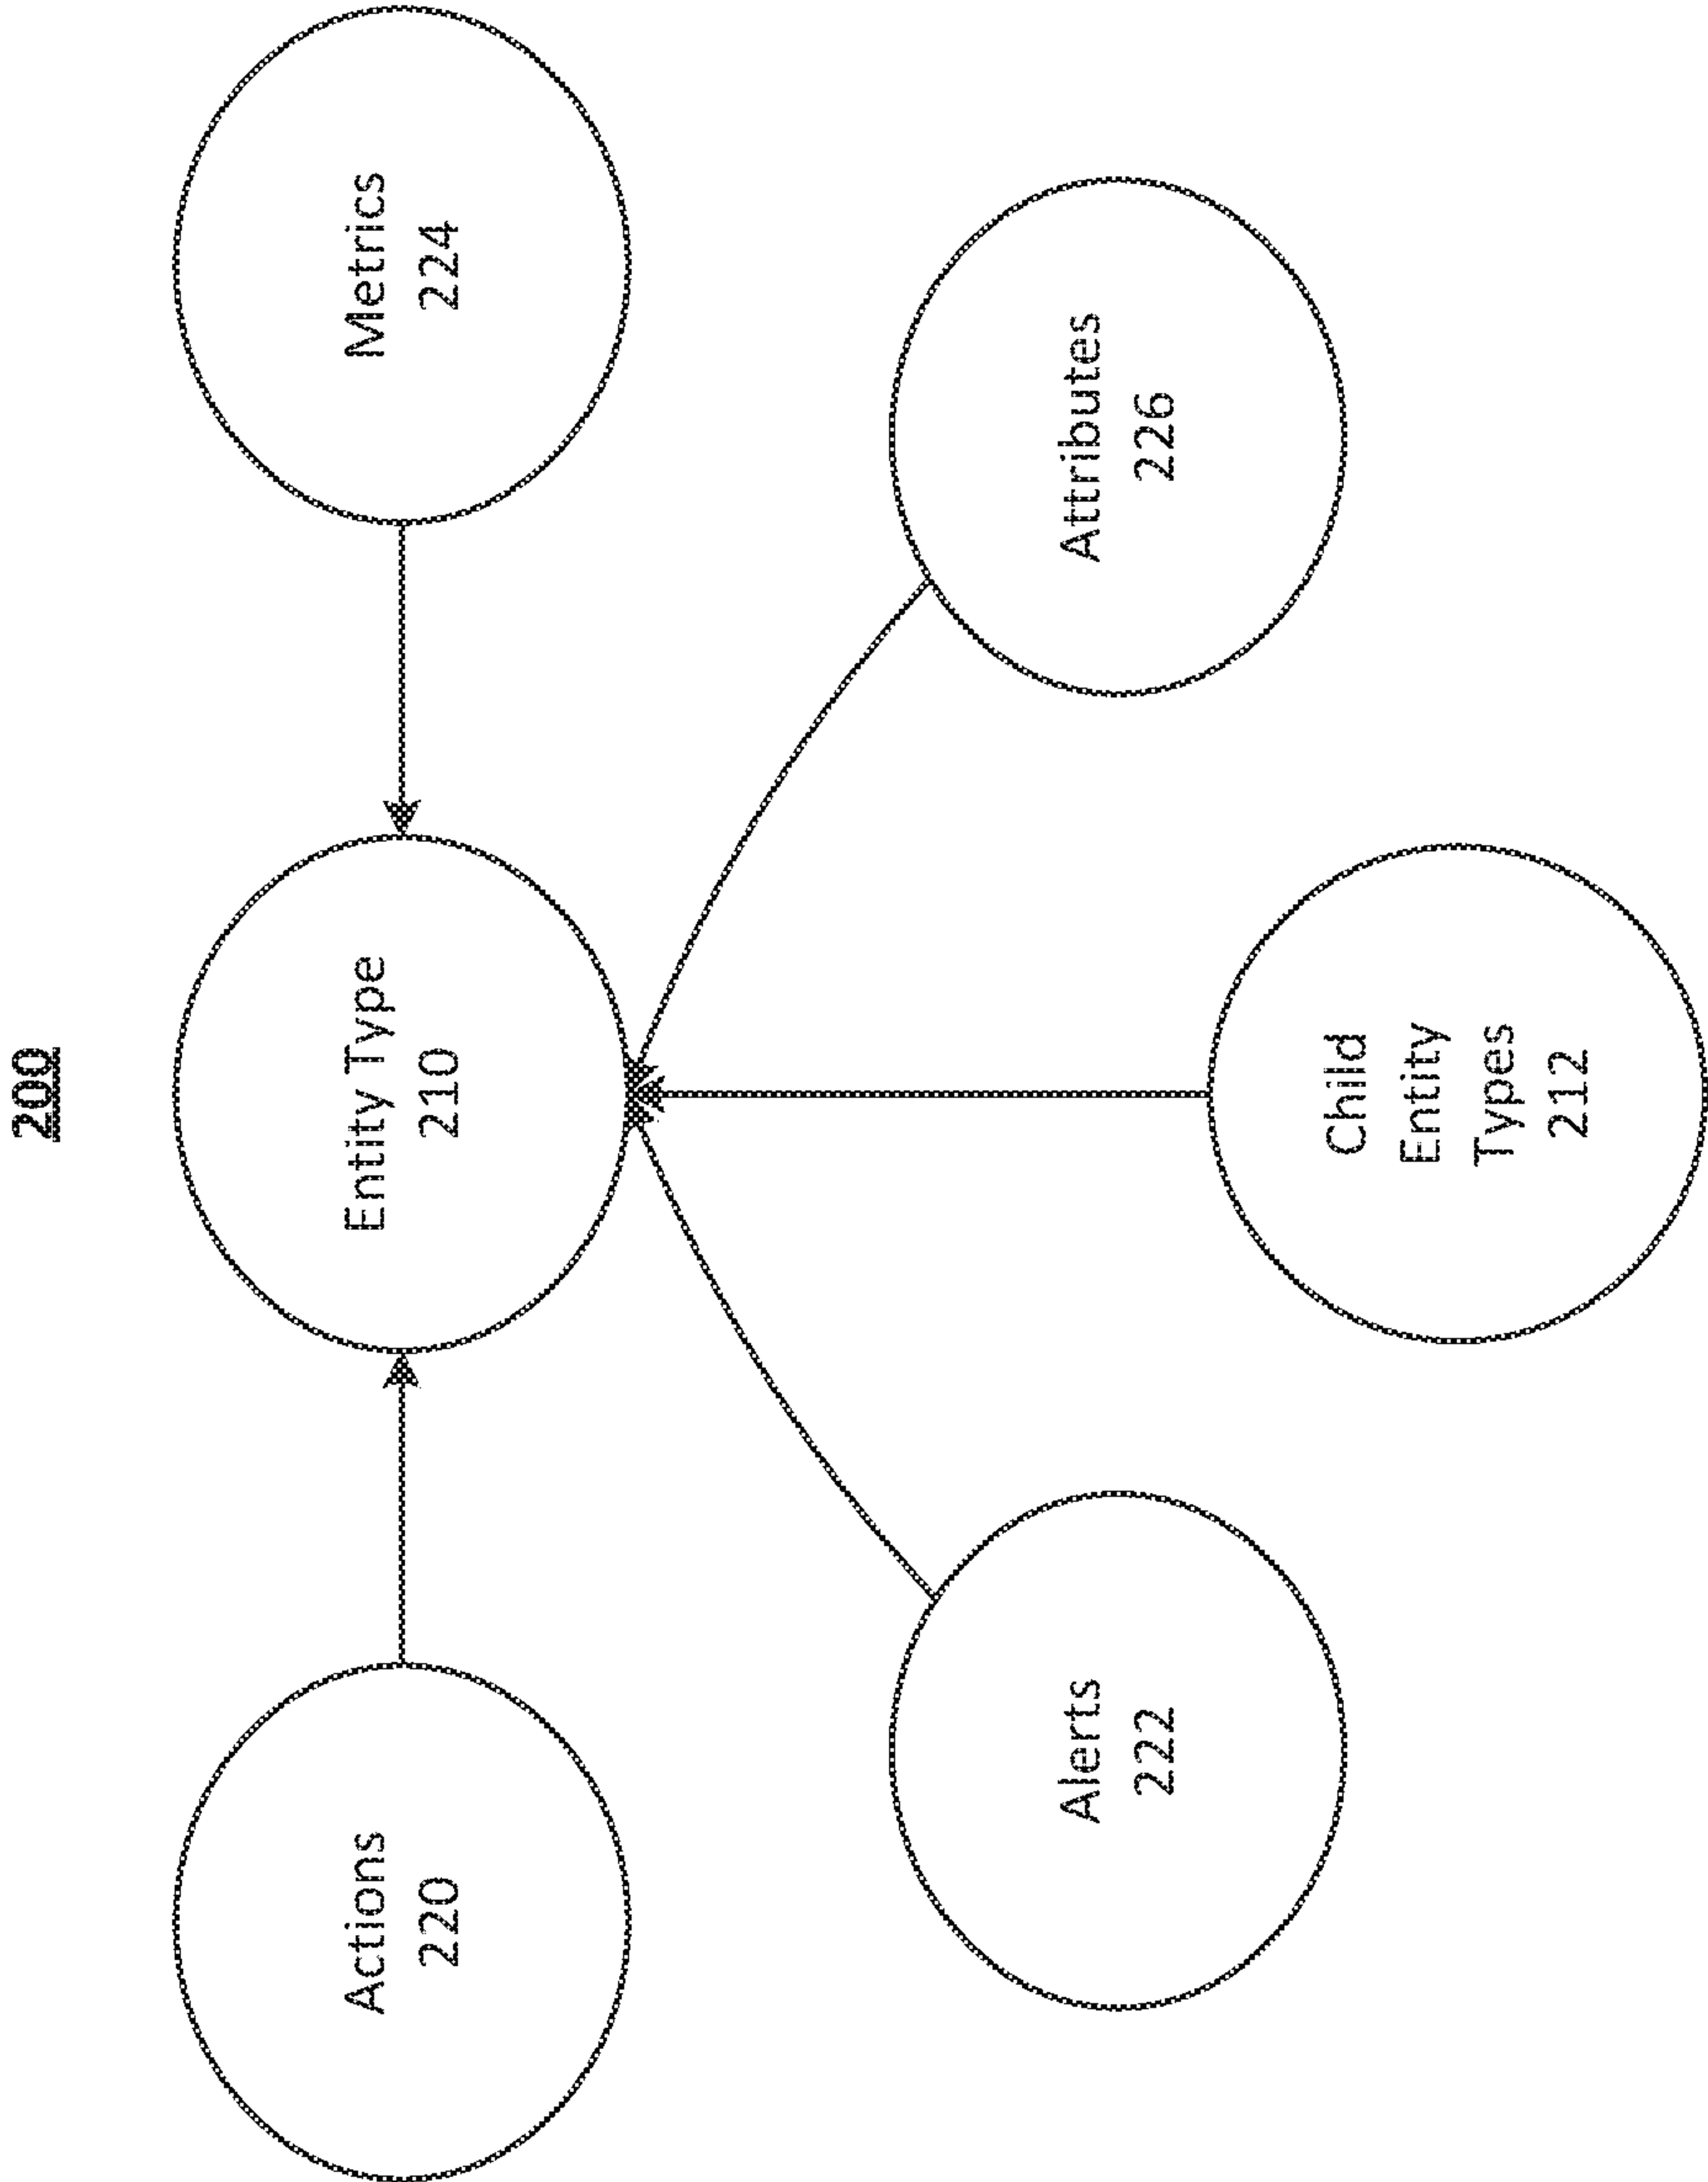 200
Actions
220
Entity Type
210
Metrics
224
Alerts
222
Attributes
226
Child
Entity
Types
212